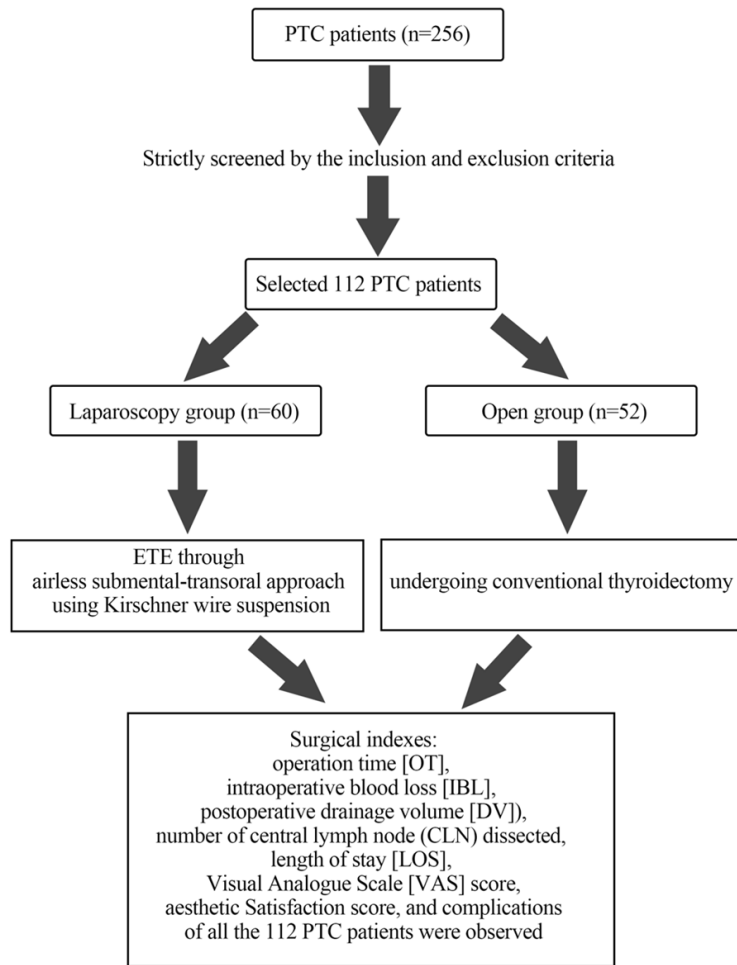 PTC patients (n=256)
Strictly screened by the inclusion and exclusion criteria
Selected 112 PTC patients
Laparoscopy group (n=60)
Open group (n=52)
ETE through
airless submental-transoral approach
using Kirschner wire suspension
undergoing conventional thyroidectomy
Surgical indexes:
operation time [OT],
intraoperative blood loss [IBL],
postoperative drainage volume [DV]),
number of central lymph node (CLN) dissected,
length of stay [LOS],
Visual Analogue Scale [VAS] score,
aesthetic Satisfaction score, and complications
of all the 112 PTC patients were observed